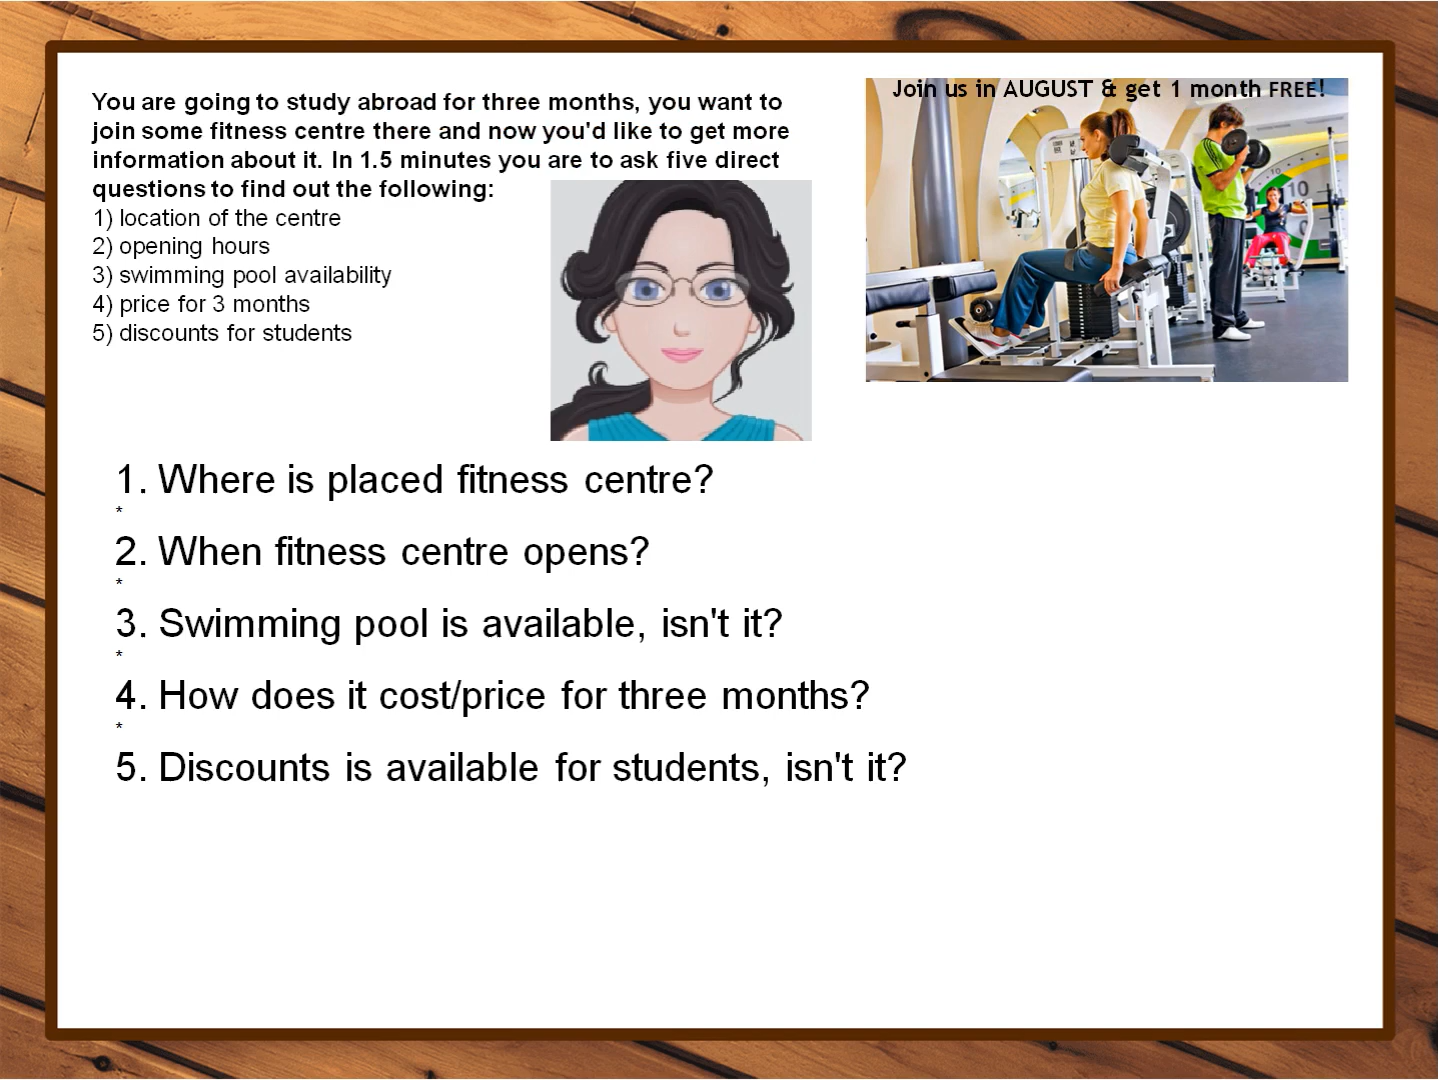 You are going to study abroad for three months, you want to
join some fitness centre there and now you'd like to get more
information about it. In 1.5 minutes you are to ask five direct
questions to find out the following:
1) location of the centre
2) opening hours
3) swimming pool availability
4) price for 3 months
5) discounts for students
Join us in AUGUST & get 1 month FREE!
1. Where is placed fitness centre?
*
2. When fitness centre opens?
*
3. Swimming pool is available, isn't it?
*
4. How does it cost/price for three months?
*
5. Discounts is available for students, isn't it?